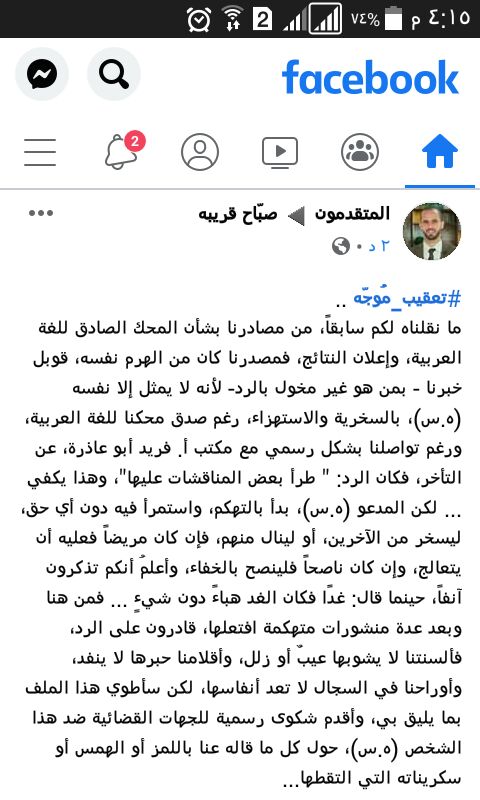 ٤:١٥ م ٧٤% 2
facebook
2
المتقدمون ◀ صبّاح قريبه
٢ د •
#تعقيب_مُوجّه ..
ما نقلناه لكم سابقاً، من مصادرنا بشأن المحك الصادق للغة
العربية، وإعلان النتائج، فمصدرنا كان من الهرم نفسه، قوبل
خبرنا - بمن هو غير مخول بالرد- لأنه لا يمثل إلا نفسه
(ه.س)، بالسخرية والاستهزاء، رغم صدق محكنا للغة العربية،
ورغم تواصلنا بشكل رسمي مع مكتب أ. فريد أبو عاذرة، عن
التأخر، فكان الرد: " طرأ بعض المناقشات عليها"، وهذا يكفي
... لكن المدعو (ه.س)، بدأ بالتهكم، واستمرأ فيه دون أي حق،
ليسخر من الآخرين، أو لينال منهم، فإن كان مريضاً فعليه أن
يتعالج، وإن كان ناصحاً فلينصح بالخفاء، وأعلمُ أنكم تذكرون
آنفاً، حينما قال: غدًا فكان الغد هباءً دون شيءٍ ... فمن هنا
وبعد عدة منشورات متهكمة افتعلها، قادرون على الرد،
فألسنتنا لا يشوبها عيبٌ أو زلل، وأقلامنا حبرها لا ينفد،
وأوراحنا في السجال لا تعد أنفاسها، لكن سأطوي هذا الملف
بما يليق بي، وأقدم شكوى رسمية للجهات القضائية ضد هذا
الشخص (ه.س)، حول كل ما قاله عنا باللمز أو الهمس أو
سكريناته التي التقطها...